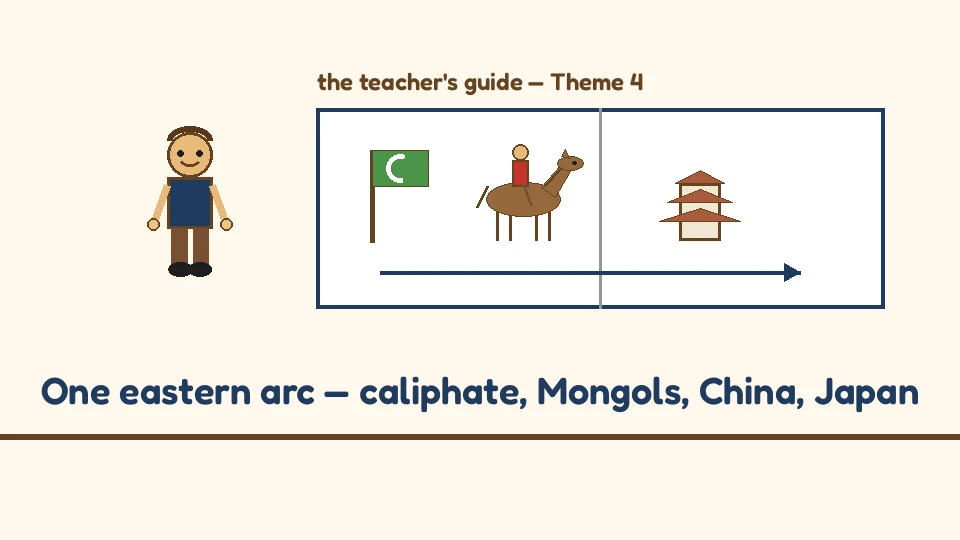 the teacher's guide — Theme 4
One eastern arc — caliphate, Mongols, China, Japan